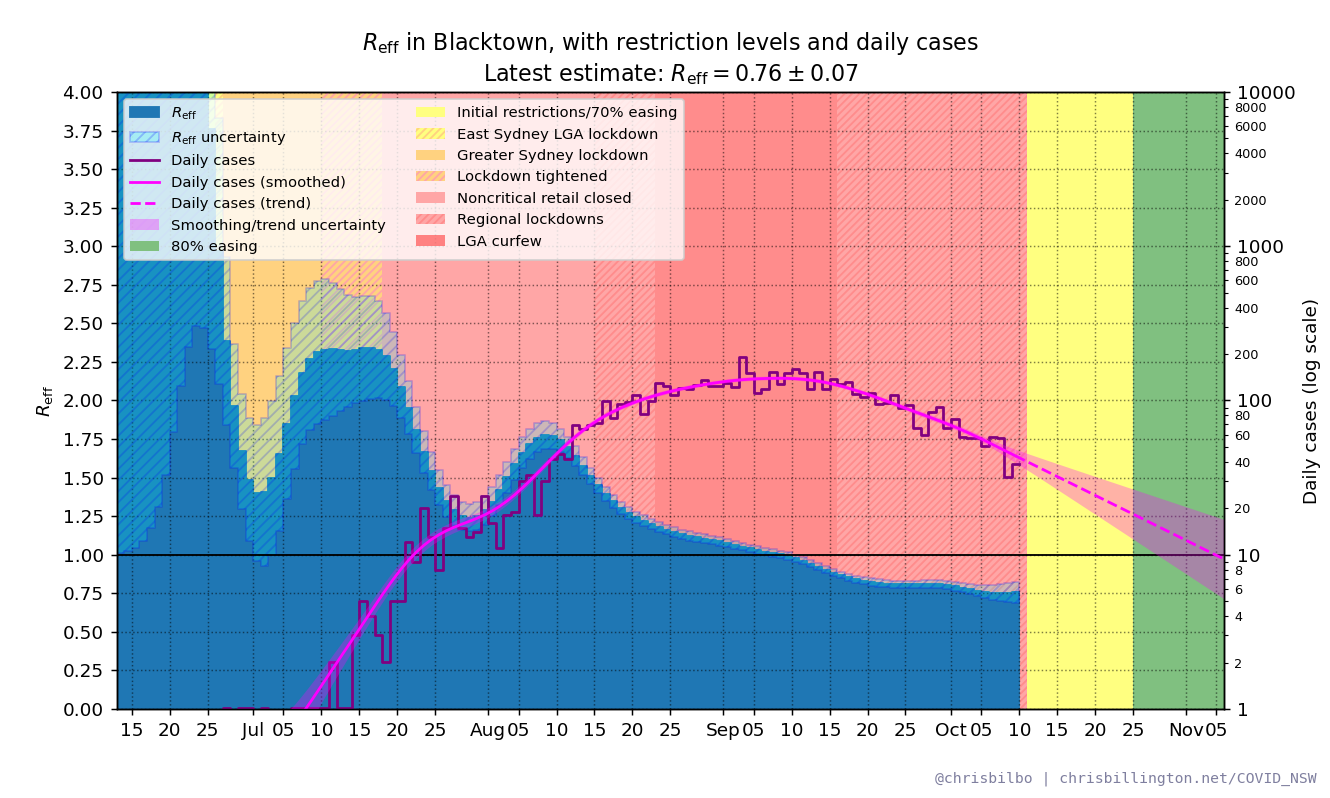 Reff in Blacktown, with restriction levels and daily cases
Latest estimate: Reff = 0.76 ± 0.07
Reff
Reff uncertainty
Daily cases
Daily cases (smoothed)
Daily cases (trend)
Smoothing/trend uncertainty
80% easing
Initial restrictions/70% easing
East Sydney LGA lockdown
Greater Sydney lockdown
Lockdown tightened
Noncritical retail closed
Regional lockdowns
LGA curfew
Reff
4.00
3.75
3.50
3.25
3.00
2.75
2.50
2.25
2.00
1.75
1.50
1.25
1.00
0.75
0.50
0.25
0.00
10000
8000
6000
4000
2000
1000
800
600
400
200
100
80
60
40
20
10
8
6
4
2
1
Daily cases (log scale)
15 20 25 Jul 05 10 15 20 25 Aug 05 10 15 20 25 Sep 05 10 15 20 25 Oct 05 10 15 20 25 Nov 05
@chrisbilbo | chrisbillington.net/COVID_NSW